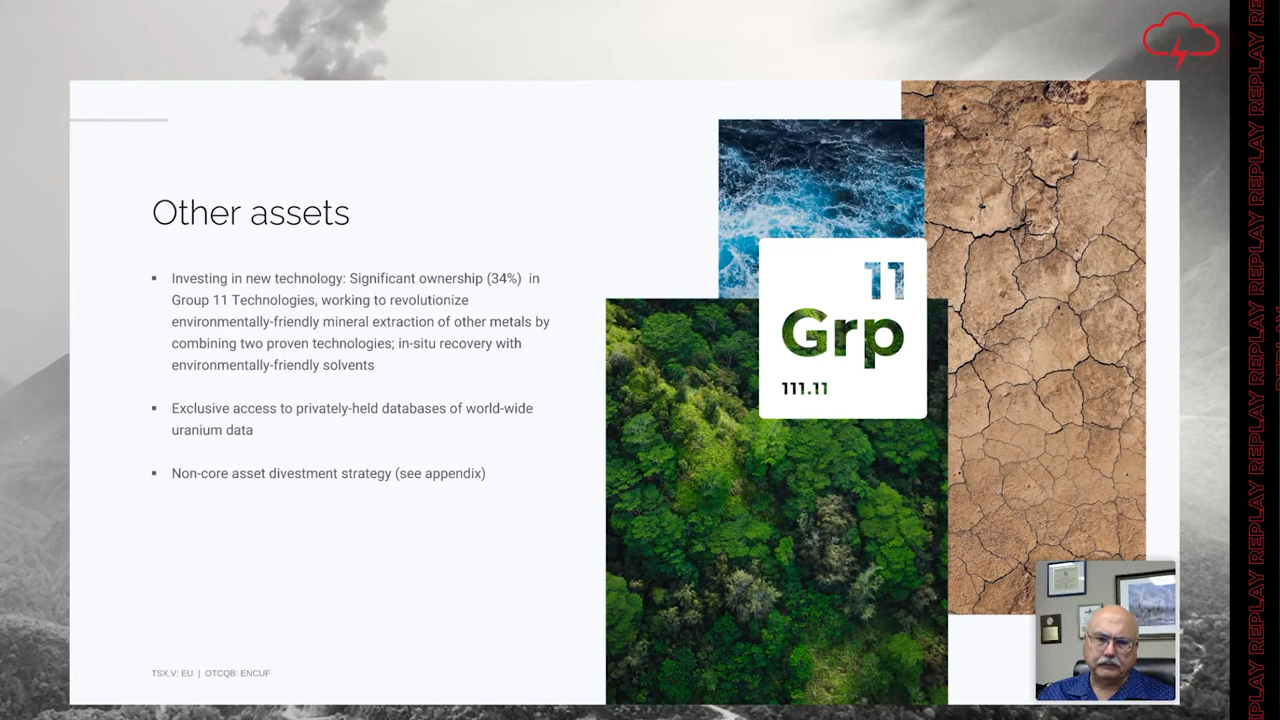 Other assets
▪ Investing in new technology: Significant ownership (34%) in
Group 11 Technologies, working to revolutionize
environmentally-friendly mineral extraction of other metals by
combining two proven technologies; in-situ recovery with
environmentally-friendly solvents
▪ Exclusive access to privately-held databases of world-wide
uranium data
▪ Non-core asset divestment strategy (see appendix)
11
Grp
111.11
TSX.V: EU | OTCQB: ENCUF
REPLAY REPLAY REPLAY REPLAY REPLAY REPLAY REPLAY